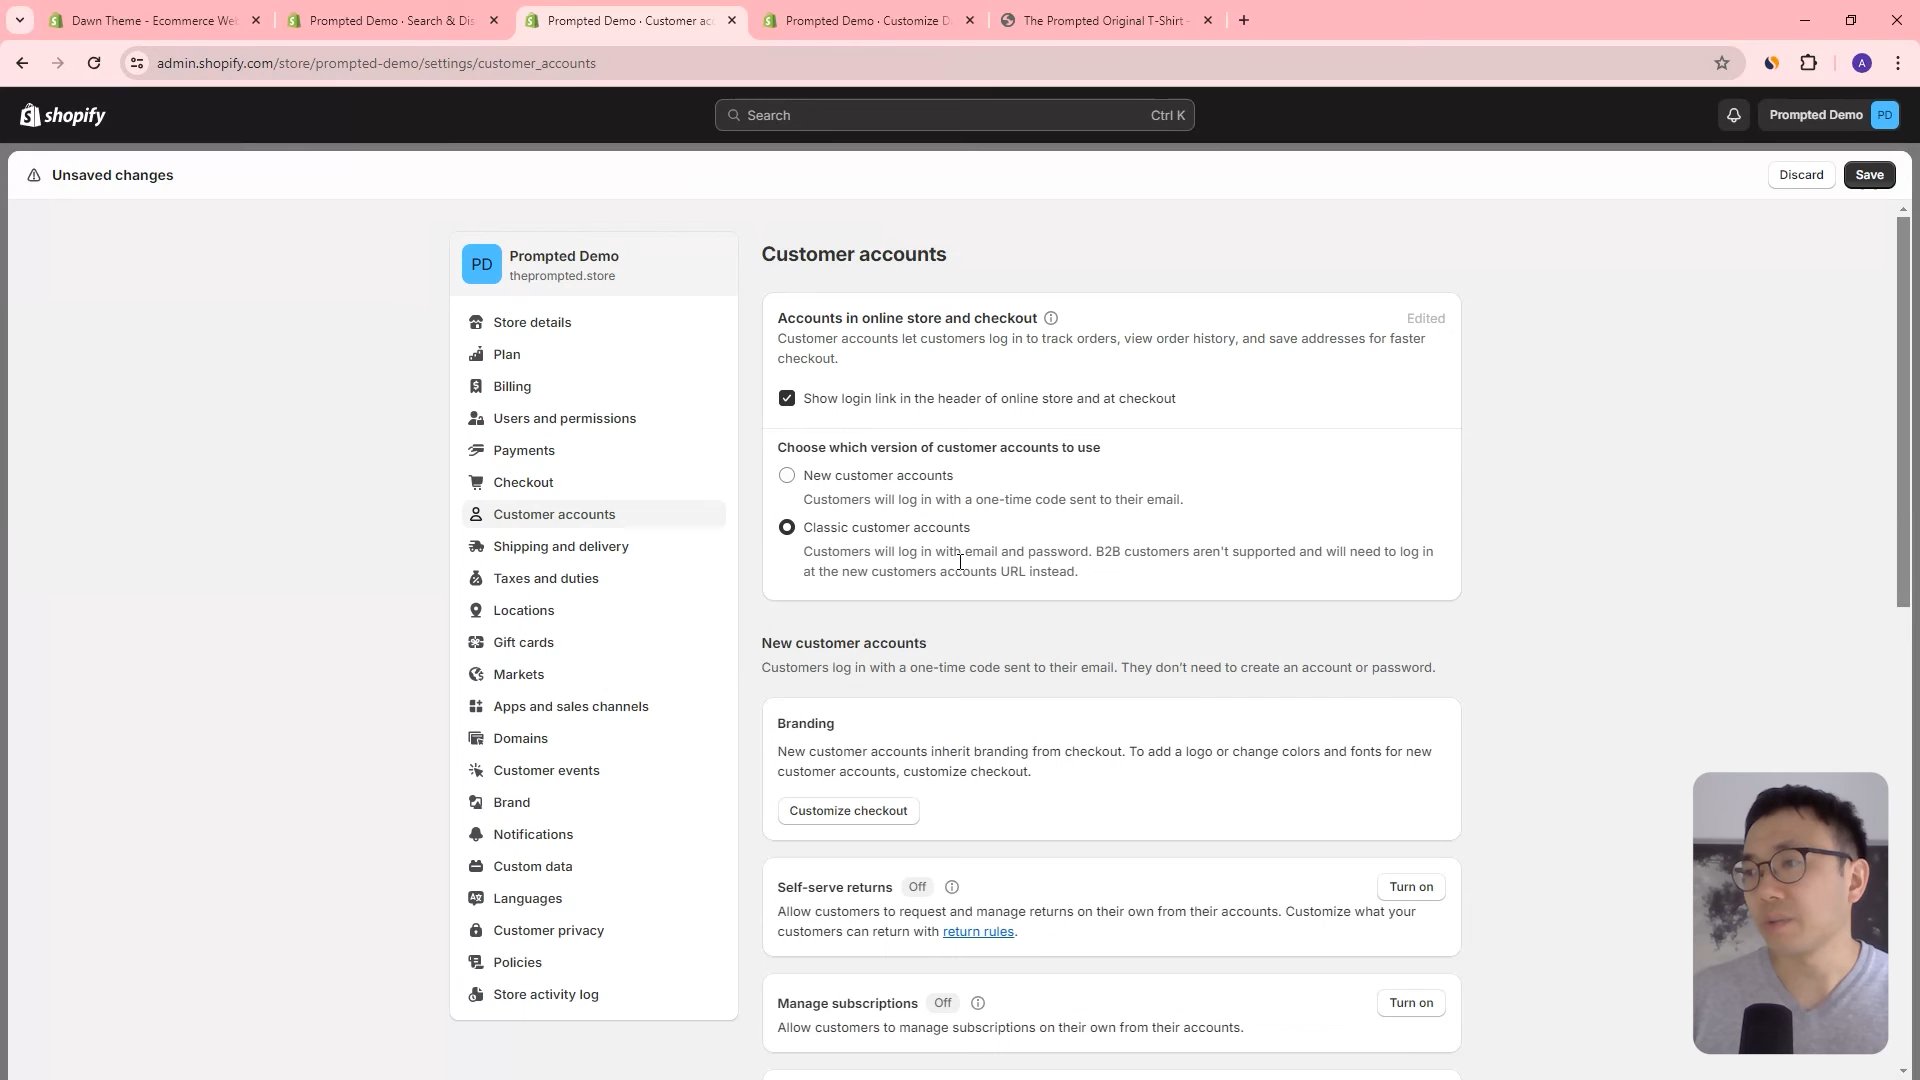 Dawn Theme - Ecommerce Web
Prompted Demo · Search & Dis
Prompted Demo · Customer acc
Prompted Demo · Customize D
The Prompted Original T-Shirt -
admin.shopify.com/store/prompted-demo/settings/customer_accounts
A
shopify
Search
Ctrl K
Prompted Demo
PD
Unsaved changes
Discard
Save
PD
Prompted Demo
theprompted.store
Store details
Plan
Billing
Users and permissions
Payments
Checkout
Customer accounts
Shipping and delivery
Taxes and duties
Locations
Gift cards
Markets
Apps and sales channels
Domains
Customer events
Brand
Notifications
Custom data
Languages
Customer privacy
Policies
Store activity log
Customer accounts
Accounts in online store and checkout
Edited
Customer accounts let customers log in to track orders, view order history, and save addresses for faster
checkout.
Show login link in the header of online store and at checkout
Choose which version of customer accounts to use
New customer accounts
Customers will log in with a one-time code sent to their email.
Classic customer accounts
Customers will log in with email and password. B2B customers aren't supported and will need to log in
at the new customers accounts URL instead.
New customer accounts
Customers log in with a one-time code sent to their email. They don't need to create an account or password.
Branding
New customer accounts inherit branding from checkout. To add a logo or change colors and fonts for new
customer accounts, customize checkout.
Customize checkout
Self-serve returns Off
Turn on
Allow customers to request and manage returns on their own from their accounts. Customize what your
customers can return with return rules.
Manage subscriptions Off
Turn on
Allow customers to manage subscriptions on their own from their accounts.